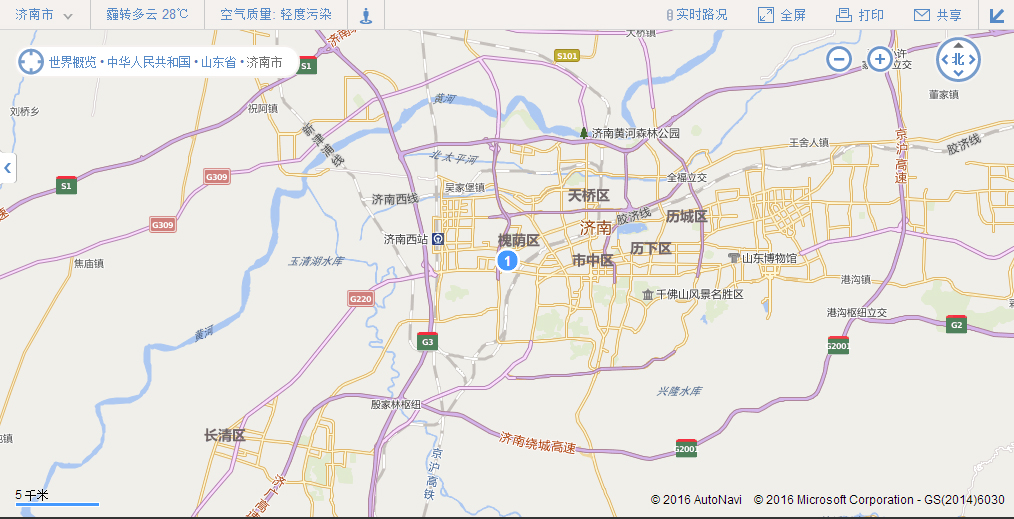 济南市
霾转多云 28℃
空气质量: 轻度污染
实时路况
全屏
打印
共享
世界概览 • 中华人民共和国 • 山东省 • 济南市
大桥镇
济南
S1
S101
北
立交
董家镇
刘桥乡
祝阿镇
黄河
济南黄河森林公园
王舍人镇
胶济线
京沪高速
北太平河
G309
S1
吴家堡镇
全福立交
济南西线
天桥区
胶济线
历城区
G309
济南
济南西站
槐荫区
历下区
1
市中区
山东博物馆
焦庙镇
玉清湖水库
港沟镇
G220
千佛山风景名胜区
港沟枢纽立交
黄河
G3
G2
G2001
兴隆水库
殷家林枢纽
长清区
济南绕城高速
G2001
京沪高铁
济广高速
5 千米
© 2016 AutoNavi © 2016 Microsoft Corporation - GS(2014)6030